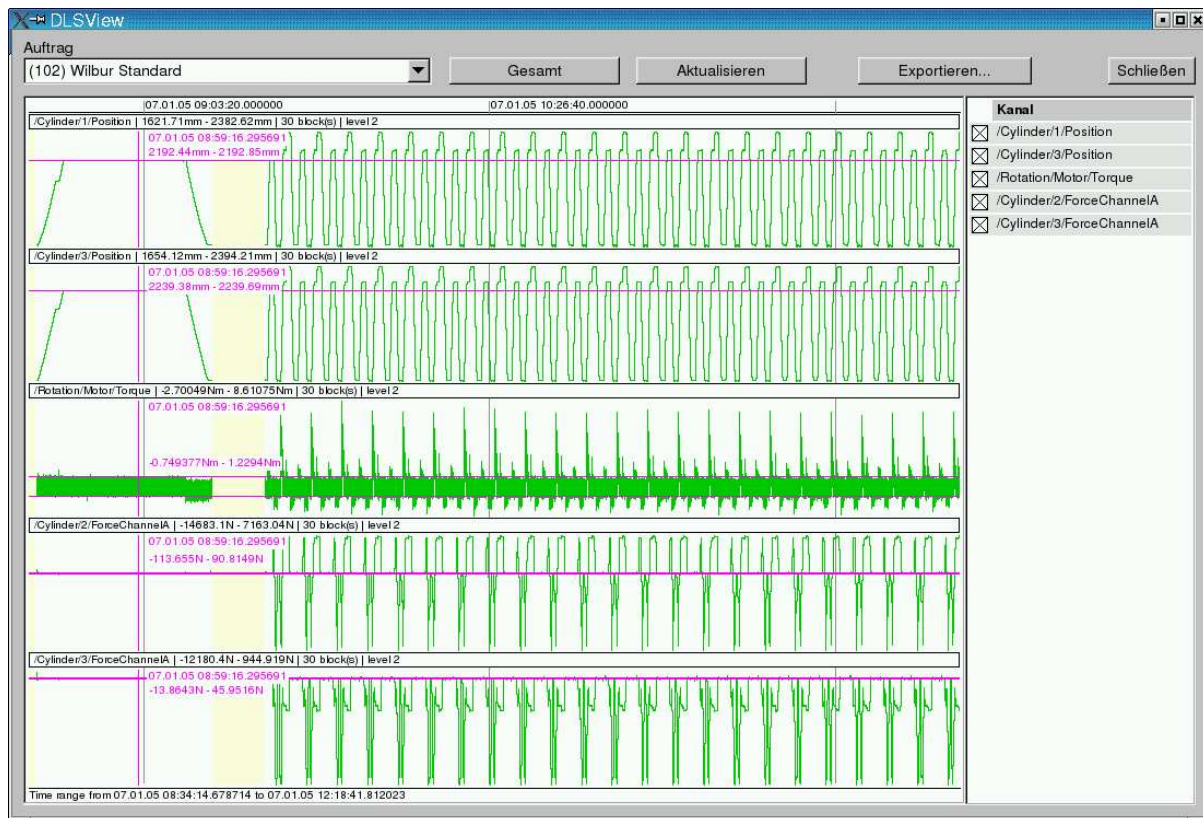 DLSView
Auftrag
(102) Wilbur Standard
Gesamt
Aktualisieren
Exportieren...
Schließen
07.01.05 09:03:20.000000
07.01.05 10:26:40.000000
/Cylinder/1/Position | 1621.71mm - 2382.62mm | 30 block(s) | level 2
07.01.05 08:59:16.295691
2192.44mm - 2192.85mm
/Cylinder/3/Position | 1654.12mm - 2394.21mm | 30 block(s) | level 2
07.01.05 08:59:16.295691
2239.38mm - 2239.69mm
/Rotation/Motor/Torque | -2.70049Nm - 8.61075Nm | 30 block(s) | level 2
07.01.05 08:59:16.295691
-0.749377Nm - 1.2294Nm
/Cylinder/2/ForceChannelA | -14683.1N - 7163.04N | 30 block(s) | level 2
07.01.05 08:59:16.295691
-113.655N - 90.8149N
/Cylinder/3/ForceChannelA | -12180.4N - 944.919N | 30 block(s) | level 2
07.01.05 08:59:16.295691
-13.8643N - 45.9516N
Time range from 07.01.05 08:34:14.678714 to 07.01.05 12:18:41.812023
Kanal
/Cylinder/1/Position
/Cylinder/3/Position
/Rotation/Motor/Torque
/Cylinder/2/ForceChannelA
/Cylinder/3/ForceChannelA